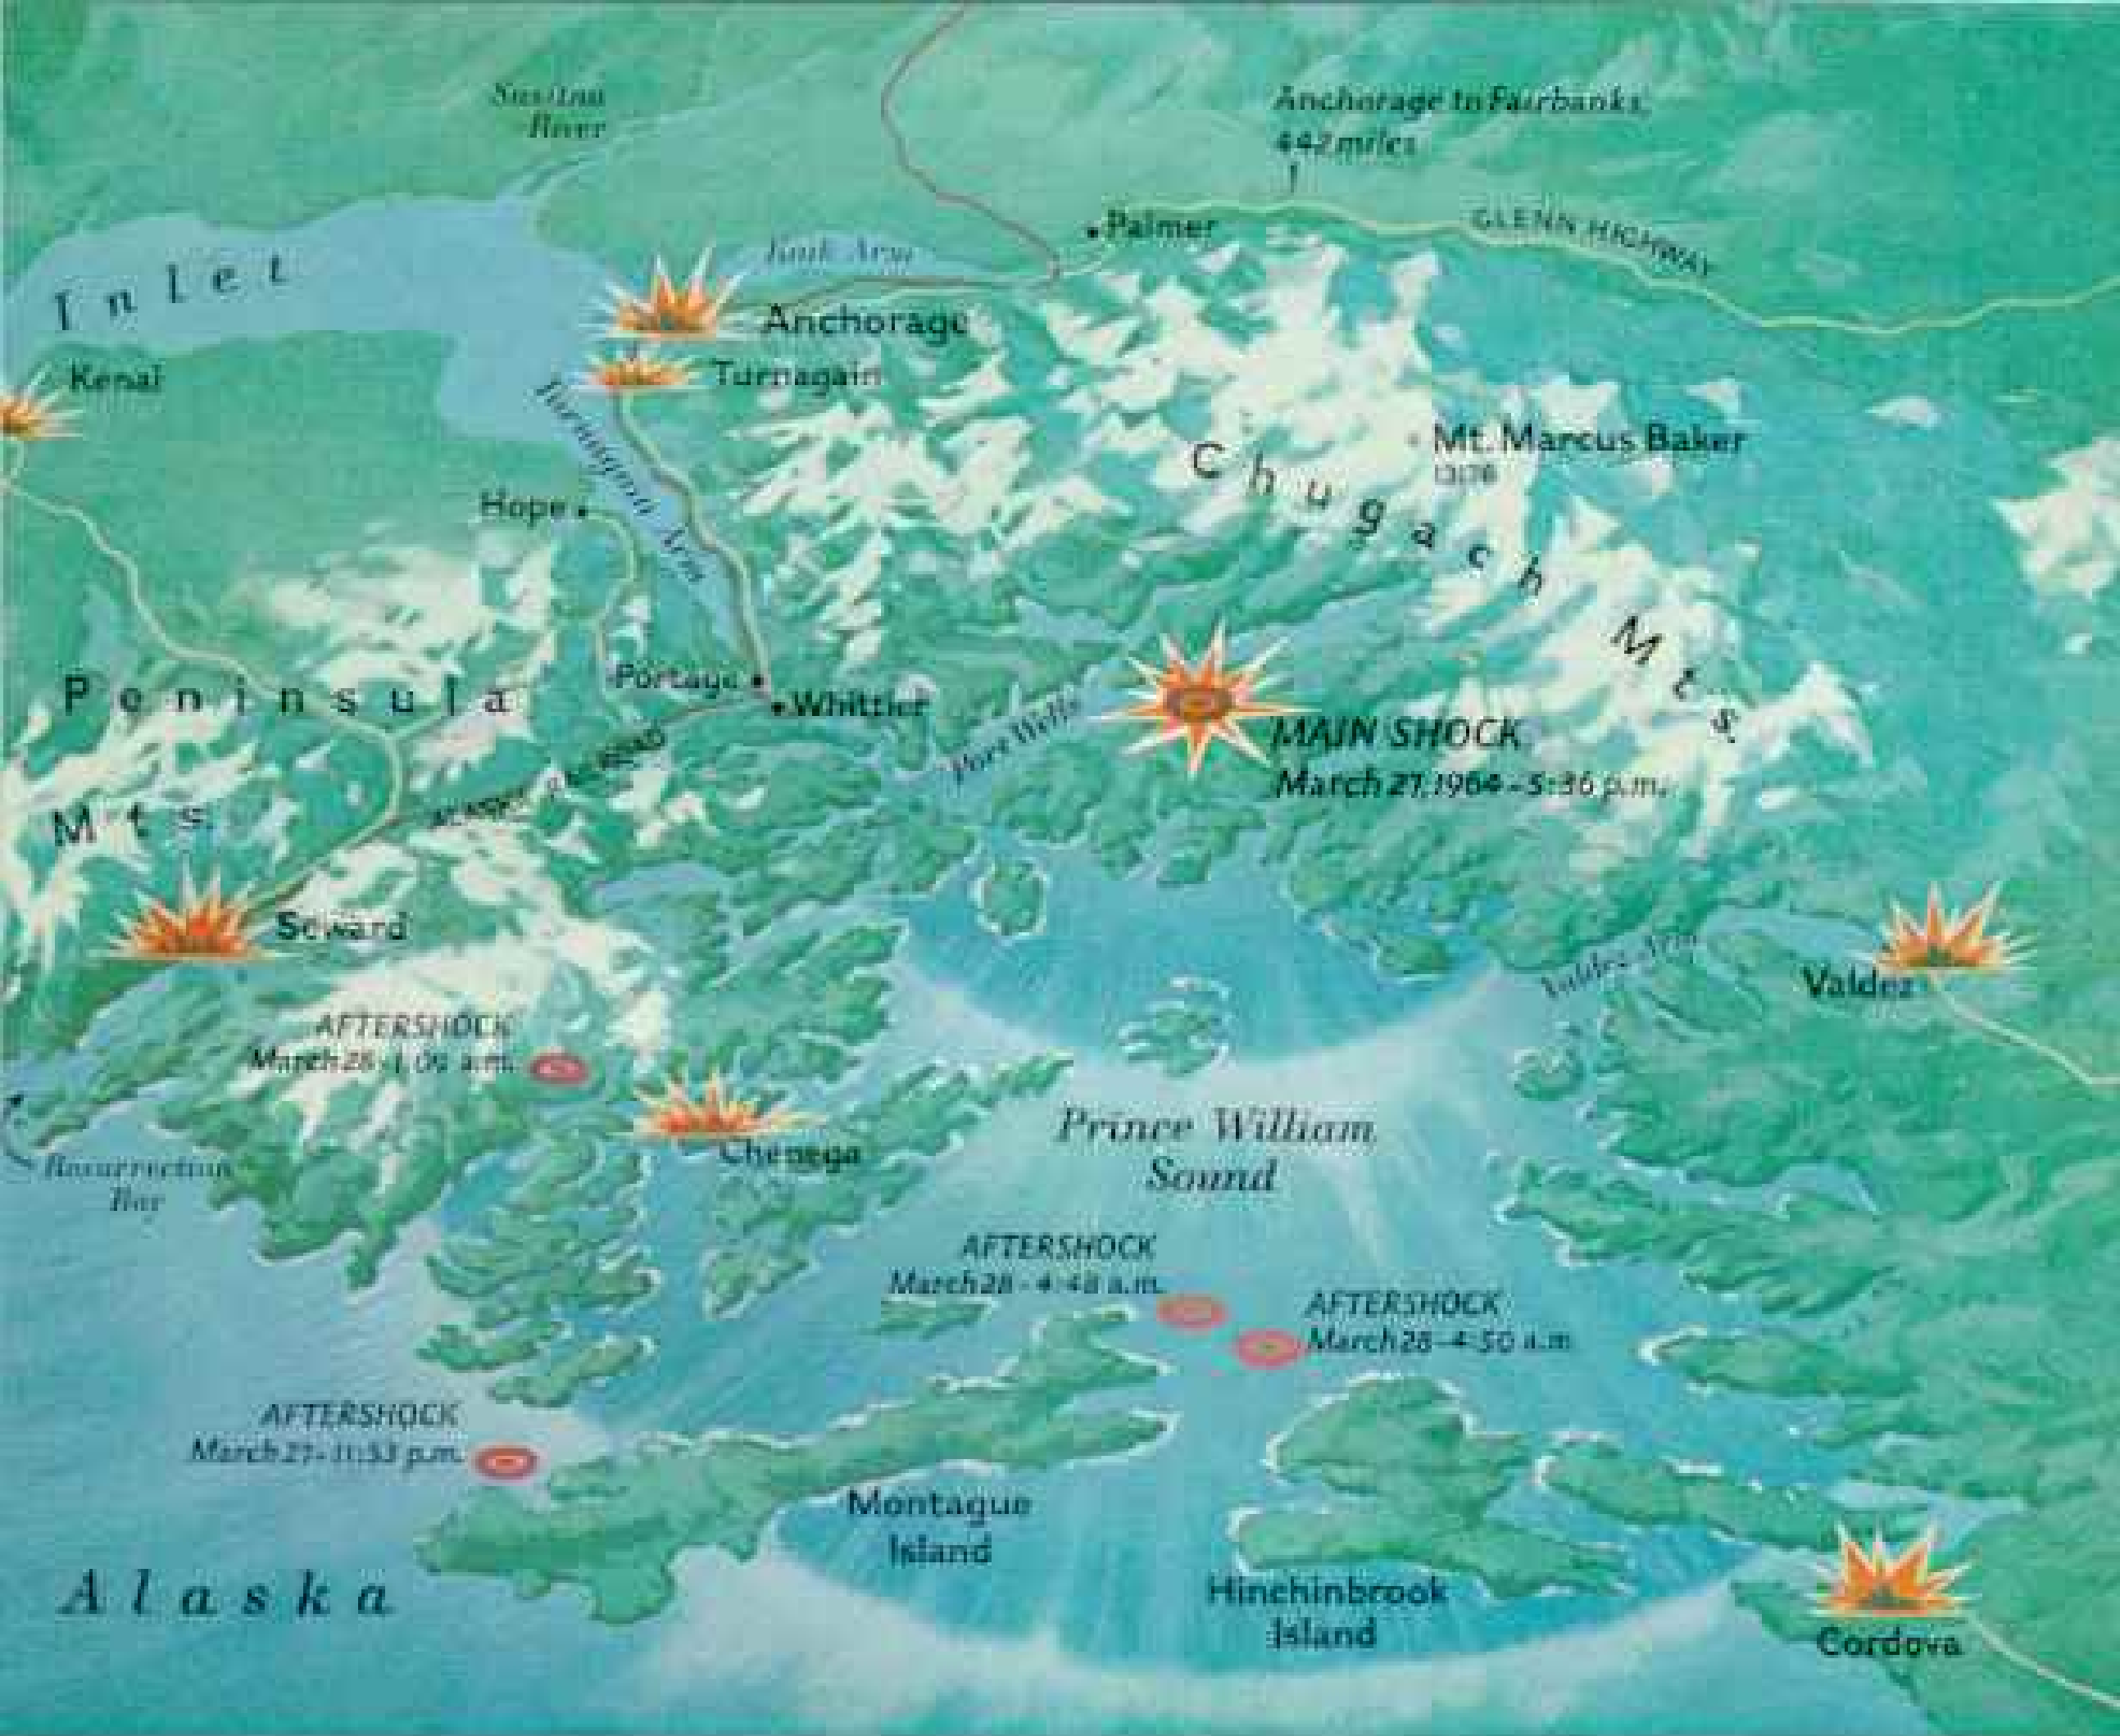 Susitna
River
Anchorage to Fairbanks,
442 miles
Palmer
GLENN HIGHWAY
Knik Arm
Inlet
Anchorage
Kenai
Turnagain
Turnagain Arm
Mt. Marcus Baker
13176
Chugach Mts.
Hope
Portage
Whittier
Peninsula
Port Wells
MAIN SHOCK
March 27, 1964 - 5:36 p.m.
ALASKA RAILROAD
Mts.
Seward
Valdez Arm
Valdez
AFTERSHOCK
March 28 -
a.m.
Chenega
Prince William
Sound
Resurrection
Bay
AFTERSHOCK
March 28 - 4:48 a.m.
AFTERSHOCK
March 28 - 4:50 a.m.
AFTERSHOCK
March 27 - 11:53 p.m.
Montague
Island
Alaska
Hinchinbrook
Island
Cordova